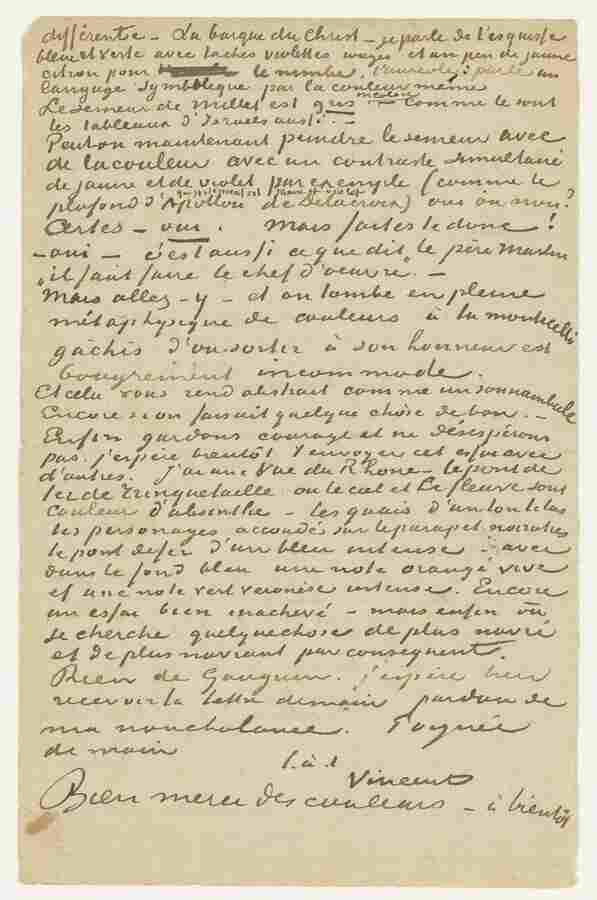 différente – La barque du Christ – je parle de l'esquisse
bleue et verte avec taches violettes rouges et un peu de jaune
citron pour le nimbe, l'auréole; parle un
langage symbolique par la couleur même
Le semeur de Millet est gris – comme le sont
incolore
les tableaux d'Israels aussi. –
Peut on maintenant peindre le semeur avec
de la couleur avec un contraste simultané
de jaune et de violet par exemple (comme le
plafond d'Apollon de Delacroix) oui ou non?
qui justement est jaune et violet
Certes – oui. Mais faites le donc!
– oui – c'est aussi ce que dit le père Martin
„il faut faire le chef d'oeuvre". –
Mais allez-y – et on tombe en pleine
métaphysique de couleurs à la monticelli
gâchis d'ou sortir à son honneur est
bougrement incommode.
Et cela vous rend abstrait comme un somnambule
Encore si on faisait quelque chose de bon. –
Enfin gardons courage et ne désespérons
pas. j'espère bientôt t'envoyer cet essai avec
d'autres. J'ai une Vue du Rhone – le pont de
fer de Trinquetaille ou le ciel et Le fleuve sont
Couleur d'absinthe – les quais d'un ton lilas
les personnages accoudés sur le parapet noiratres
le pont de fer d'un bleu intense – avec
dans le fond bleu une note orangé vive
et une note vert veronèse intense. Encore
un essai bien inachevé – mais enfin ou
je cherche quelque chose de plus navré
et de plus navrant par consequent.
Rien de Gauguin. j'espère bien
recevoir ta lettre demain pardon de
ma nonchalance. Poignée
de main
t. à t.
Vincent
Bien merci des couleurs – à bientôt